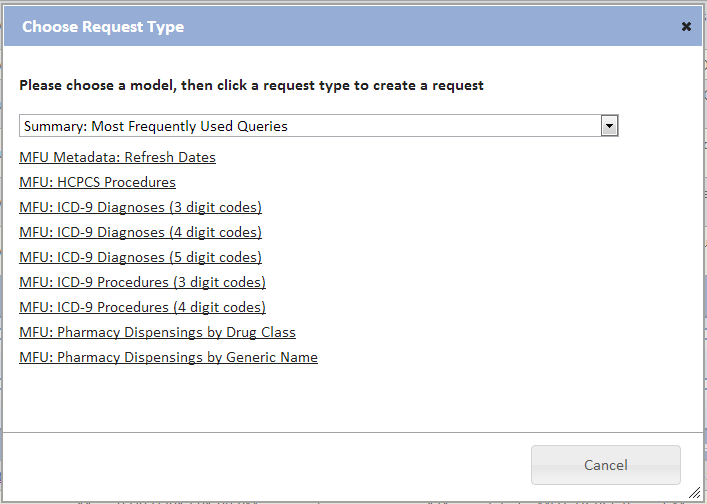 Choose Request Type
Please choose a model, then click a request type to create a request
Summary: Most Frequently Used Queries
MFU Metadata: Refresh Dates
MFU: HCPCS Procedures
MFU: ICD-9 Diagnoses (3 digit codes)
MFU: ICD-9 Diagnoses (4 digit codes)
MFU: ICD-9 Diagnoses (5 digit codes)
MFU: ICD-9 Procedures (3 digit codes)
MFU: ICD-9 Procedures (4 digit codes)
MFU: Pharmacy Dispensings by Drug Class
MFU: Pharmacy Dispensings by Generic Name
Cancel